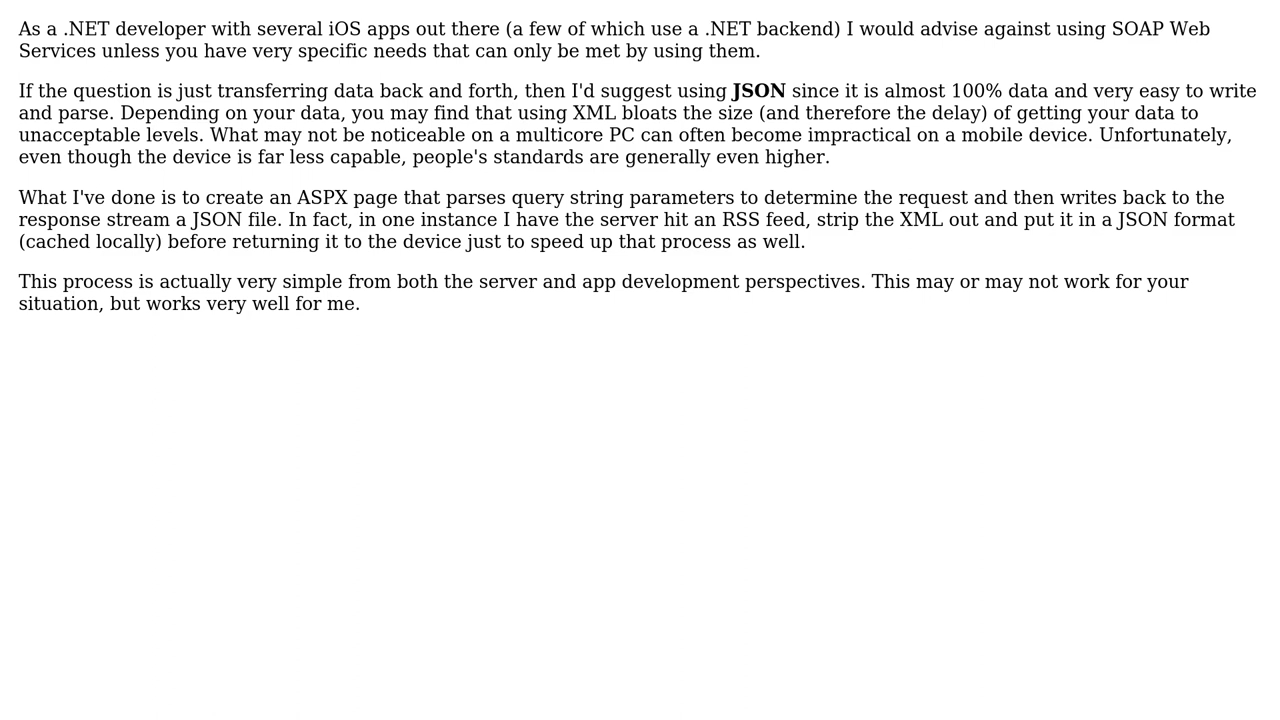 As a .NET developer with several iOS apps out there (a few of which use a .NET backend) I would advise against using SOAP Web
Services unless you have very specific needs that can only be met by using them.
If the question is just transferring data back and forth, then I'd suggest using JSON since it is almost 100% data and very easy to write
and parse. Depending on your data, you may find that using XML bloats the size (and therefore the delay) of getting your data to
unacceptable levels. What may not be noticeable on a multicore PC can often become impractical on a mobile device. Unfortunately,
even though the device is far less capable, people's standards are generally even higher.
What I've done is to create an ASPX page that parses query string parameters to determine the request and then writes back to the
response stream a JSON file. In fact, in one instance I have the server hit an RSS feed, strip the XML out and put it in a JSON format
(cached locally) before returning it to the device just to speed up that process as well.
This process is actually very simple from both the server and app development perspectives. This may or may not work for your
situation, but works very well for me.